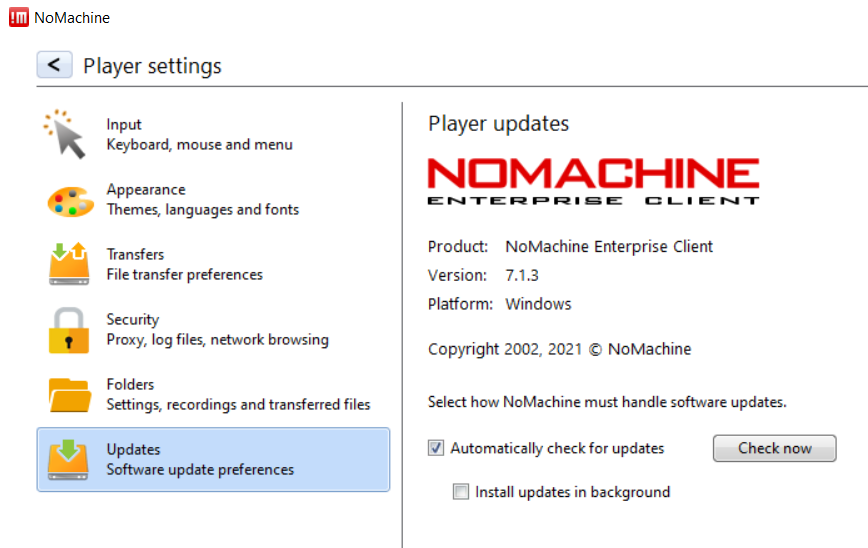 !m NoMachine
< Player settings
Input
Keyboard, mouse and menu
Appearance
Themes, languages and fonts
Transfers
File transfer preferences
Security
Proxy, log files, network browsing
Folders
Settings, recordings and transferred files
Updates
Software update preferences
Player updates
NOMACHINE
ENTERPRISE CLIENT
Product: NoMachine Enterprise Client
Version: 7.1.3
Platform: Windows
Copyright 2002, 2021 © NoMachine
Select how NoMachine must handle software updates.
Automatically check for updates Check now
Install updates in background